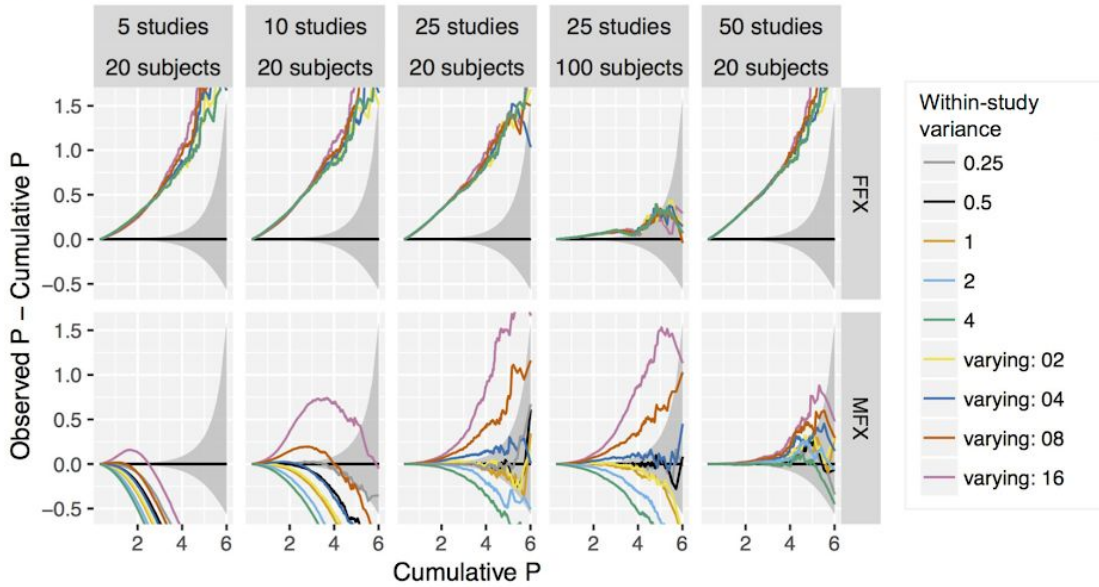 5 studies
20 subjects
10 studies
20 subjects
25 studies
20 subjects
25 studies
100 subjects
50 studies
20 subjects
Observed P − Cumulative P
1.5
1.0
0.5
0.0
−0.5
FFX
1.5
1.0
0.5
0.0
−0.5
MFX
2 4 6
2 4 6
2 4 6
2 4 6
2 4 6
Cumulative P
Within-study
variance
0.25
0.5
1
2
4
varying: 02
varying: 04
varying: 08
varying: 16